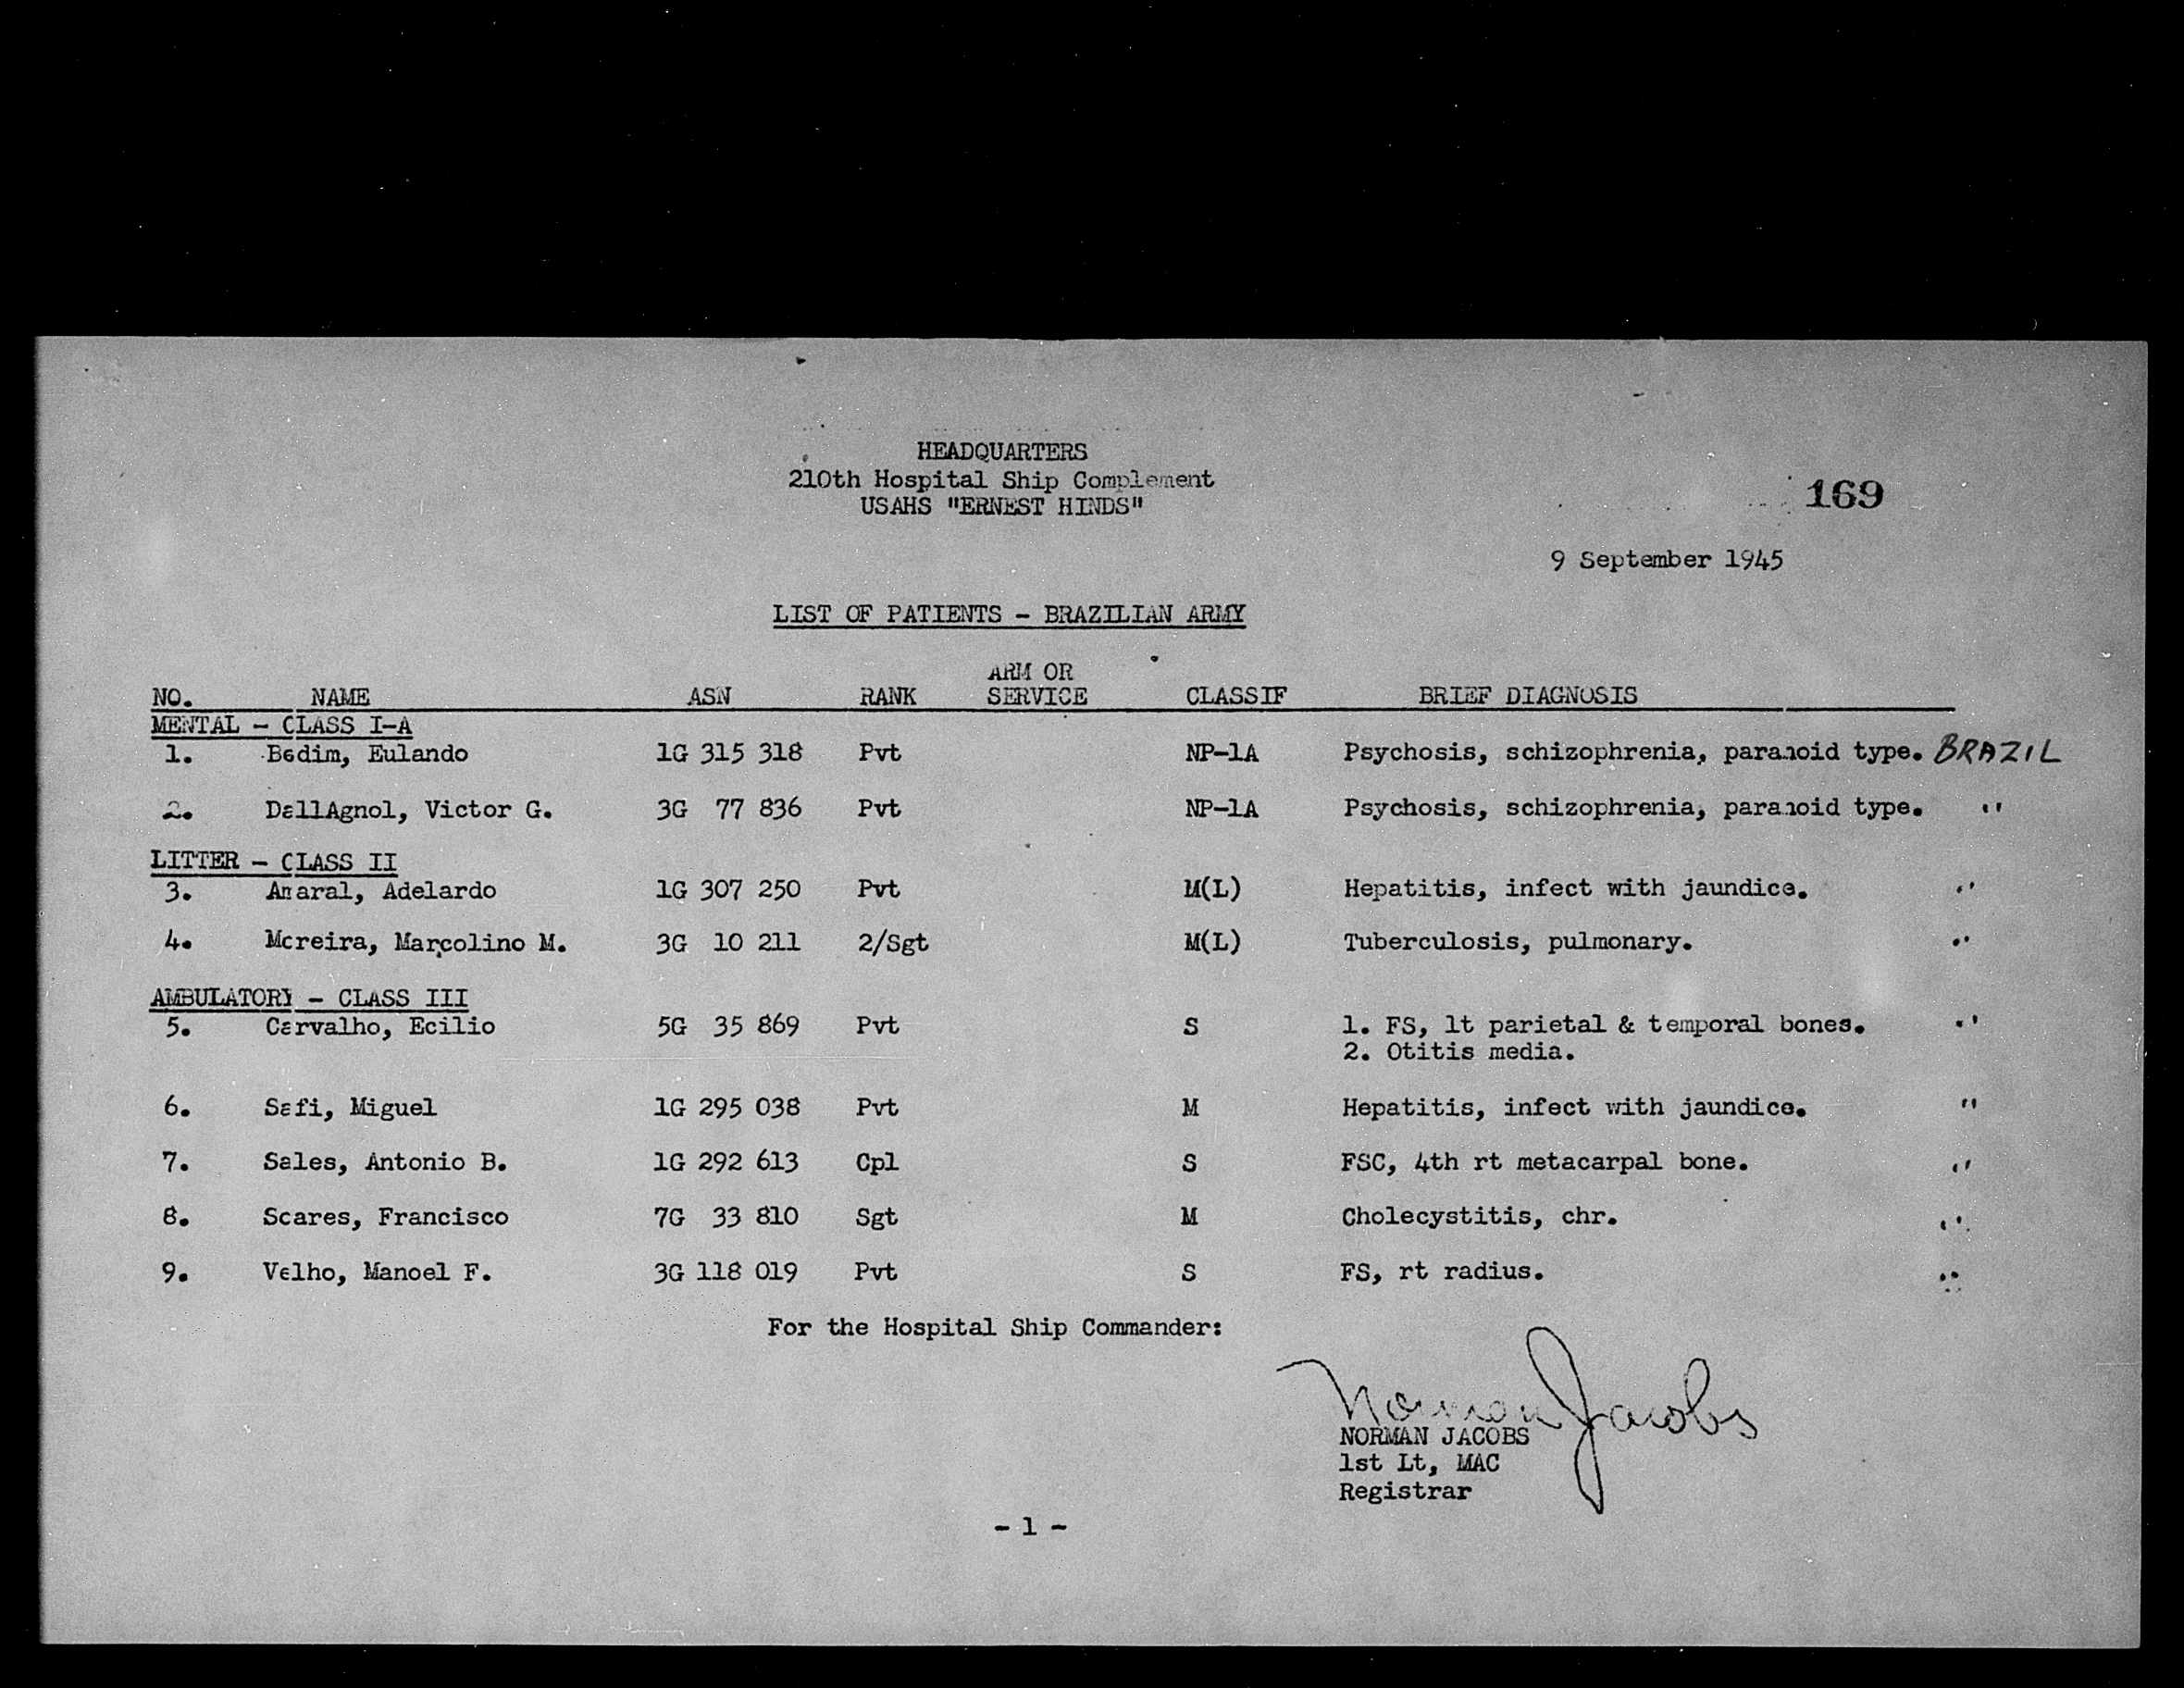 HEADQUARTERS
210th Hospital Ship Complement
USAHS "ERNEST HINDS"
169
9 September 1945
LIST OF PATIENTS - BRAZILIAN ARMY
NO. NAME ASN RANK ARM OR SERVICE CLASSIF BRIEF DIAGNOSIS
MENTAL - CLASS I-A
1. Bedim, Eulando 1G 315 318 Pvt NP-1A Psychosis, schizophrenia, paranoid type. BRAZIL
2. DallAgnol, Victor G. 3G 77 836 Pvt NP-1A Psychosis, schizophrenia, paranoid type. "
LITTER - CLASS II
3. Amaral, Adelardo 1G 307 250 Pvt M(L) Hepatitis, infect with jaundice. "
4. Moreira, Marcolino M. 3G 10 211 2/Sgt M(L) Tuberculosis, pulmonary. "
AMBULATORY - CLASS III
5. Carvalho, Ecilio 5G 35 869 Pvt S 1. FS, lt parietal & temporal bones. "
2. Otitis media.
6. Safi, Miguel 1G 295 038 Pvt M Hepatitis, infect with jaundice. "
7. Sales, Antonio B. 1G 292 613 Cpl S FSC, 4th rt metacarpal bone. "
8. Soares, Francisco 7G 33 810 Sgt M Cholecystitis, chr. "
9. Velho, Manoel F. 3G 118 019 Pvt S FS, rt radius. "
For the Hospital Ship Commander:
Norman Jacobs
NORMAN JACOBS
1st Lt, MAC
Registrar
- 1 -